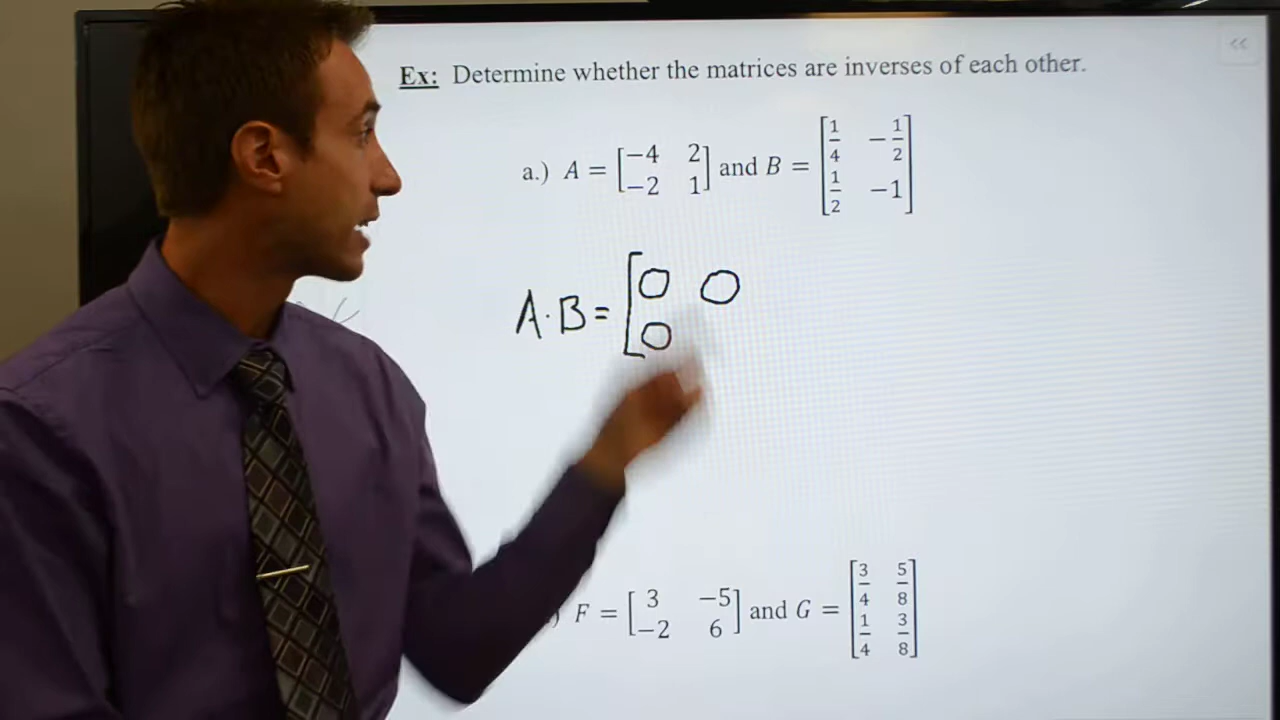 Ex: Determine whether the matrices are inverses of each other.
a.) A = [−4 2 −2 1] and B = [1/4 −1/2 1/2 −1]
A·B = [0 0
0
) F = [3 −5 −2 6] and G = [3/4 5/8 1/4 3/8]